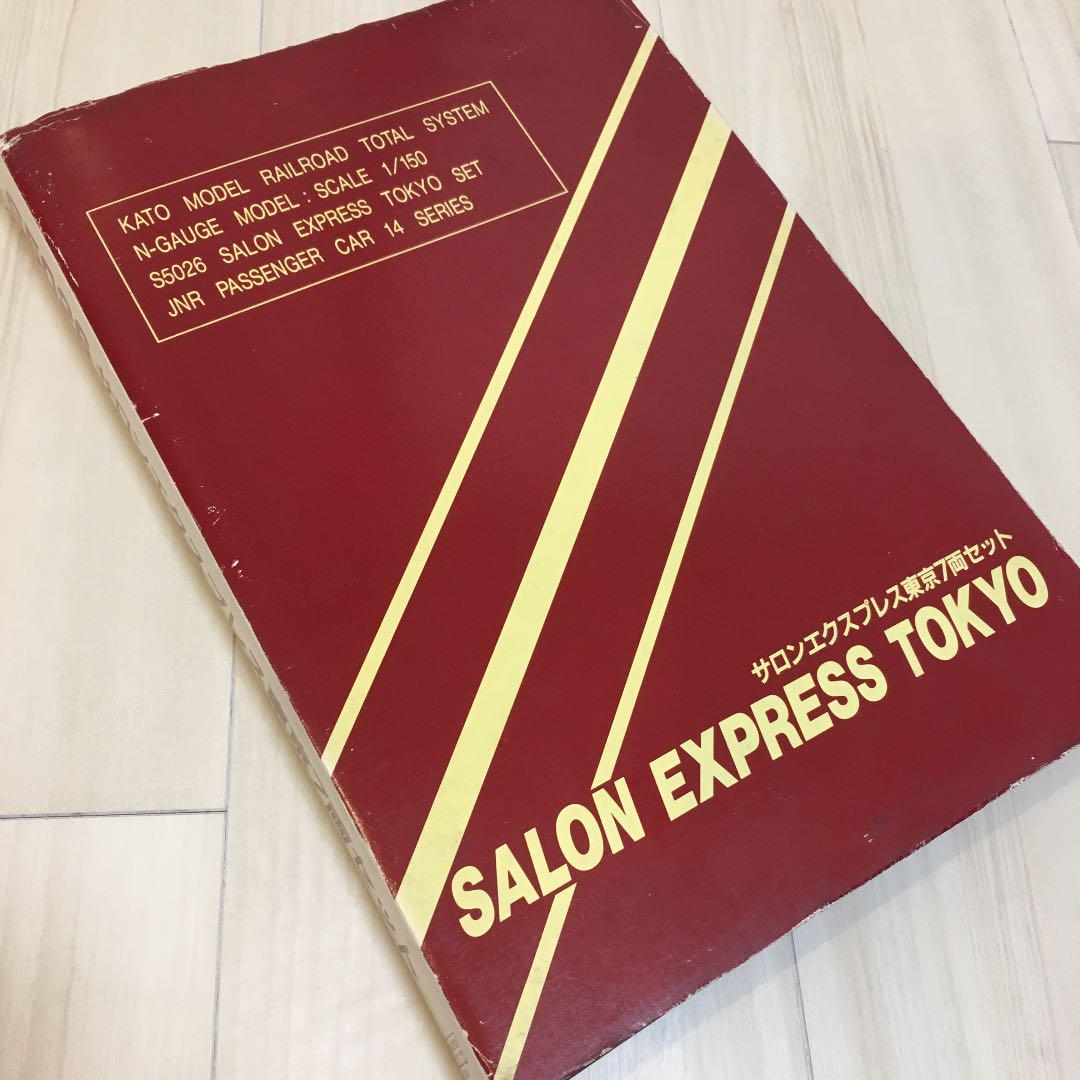 KATO MODEL RAILROAD TOTAL SYSTEM
N-GAUGE MODEL : SCALE 1/150
S5026 SALON EXPRESS TOKYO SET
JNR PASSENGER CAR 14 SERIES
サロンエクスプレス東京7両セット
SALON EXPRESS TOKYO